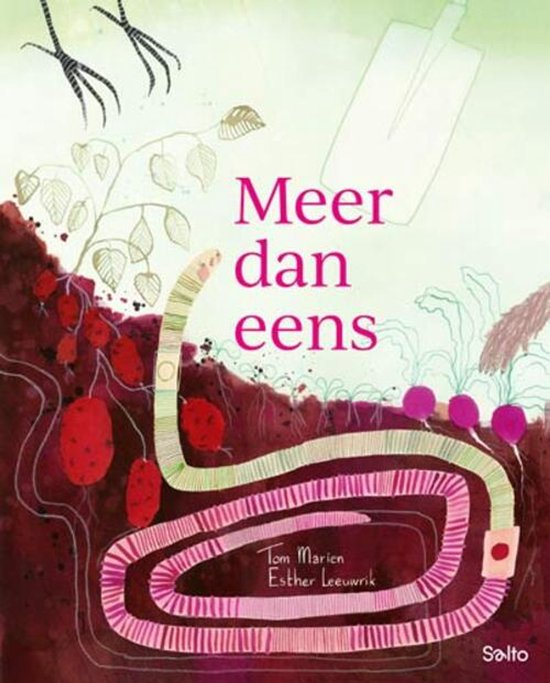 Meer
dan
eens
Tom Marien
Esther Leeuwrik
Salto